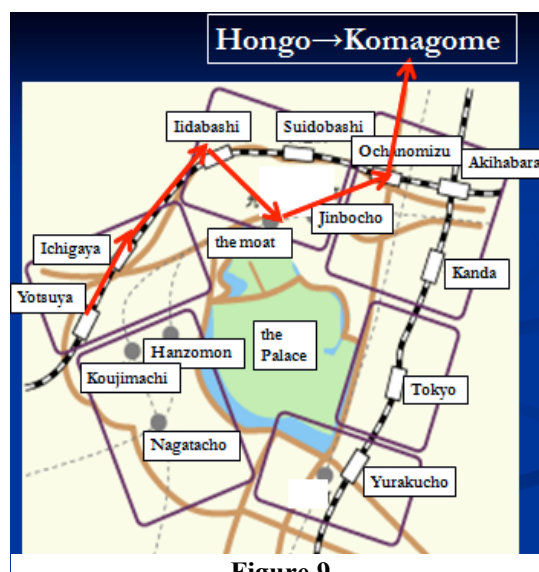 Hongo→Komagome
Iidabashi
Suidobashi
Ochanomizu
Akihabara
Jinbocho
Ichigaya
the moat
Kanda
Yotsuya
the
Palace
Hanzomon
Koujimachi
Tokyo
Nagatacho
Yurakucho
Figure 9